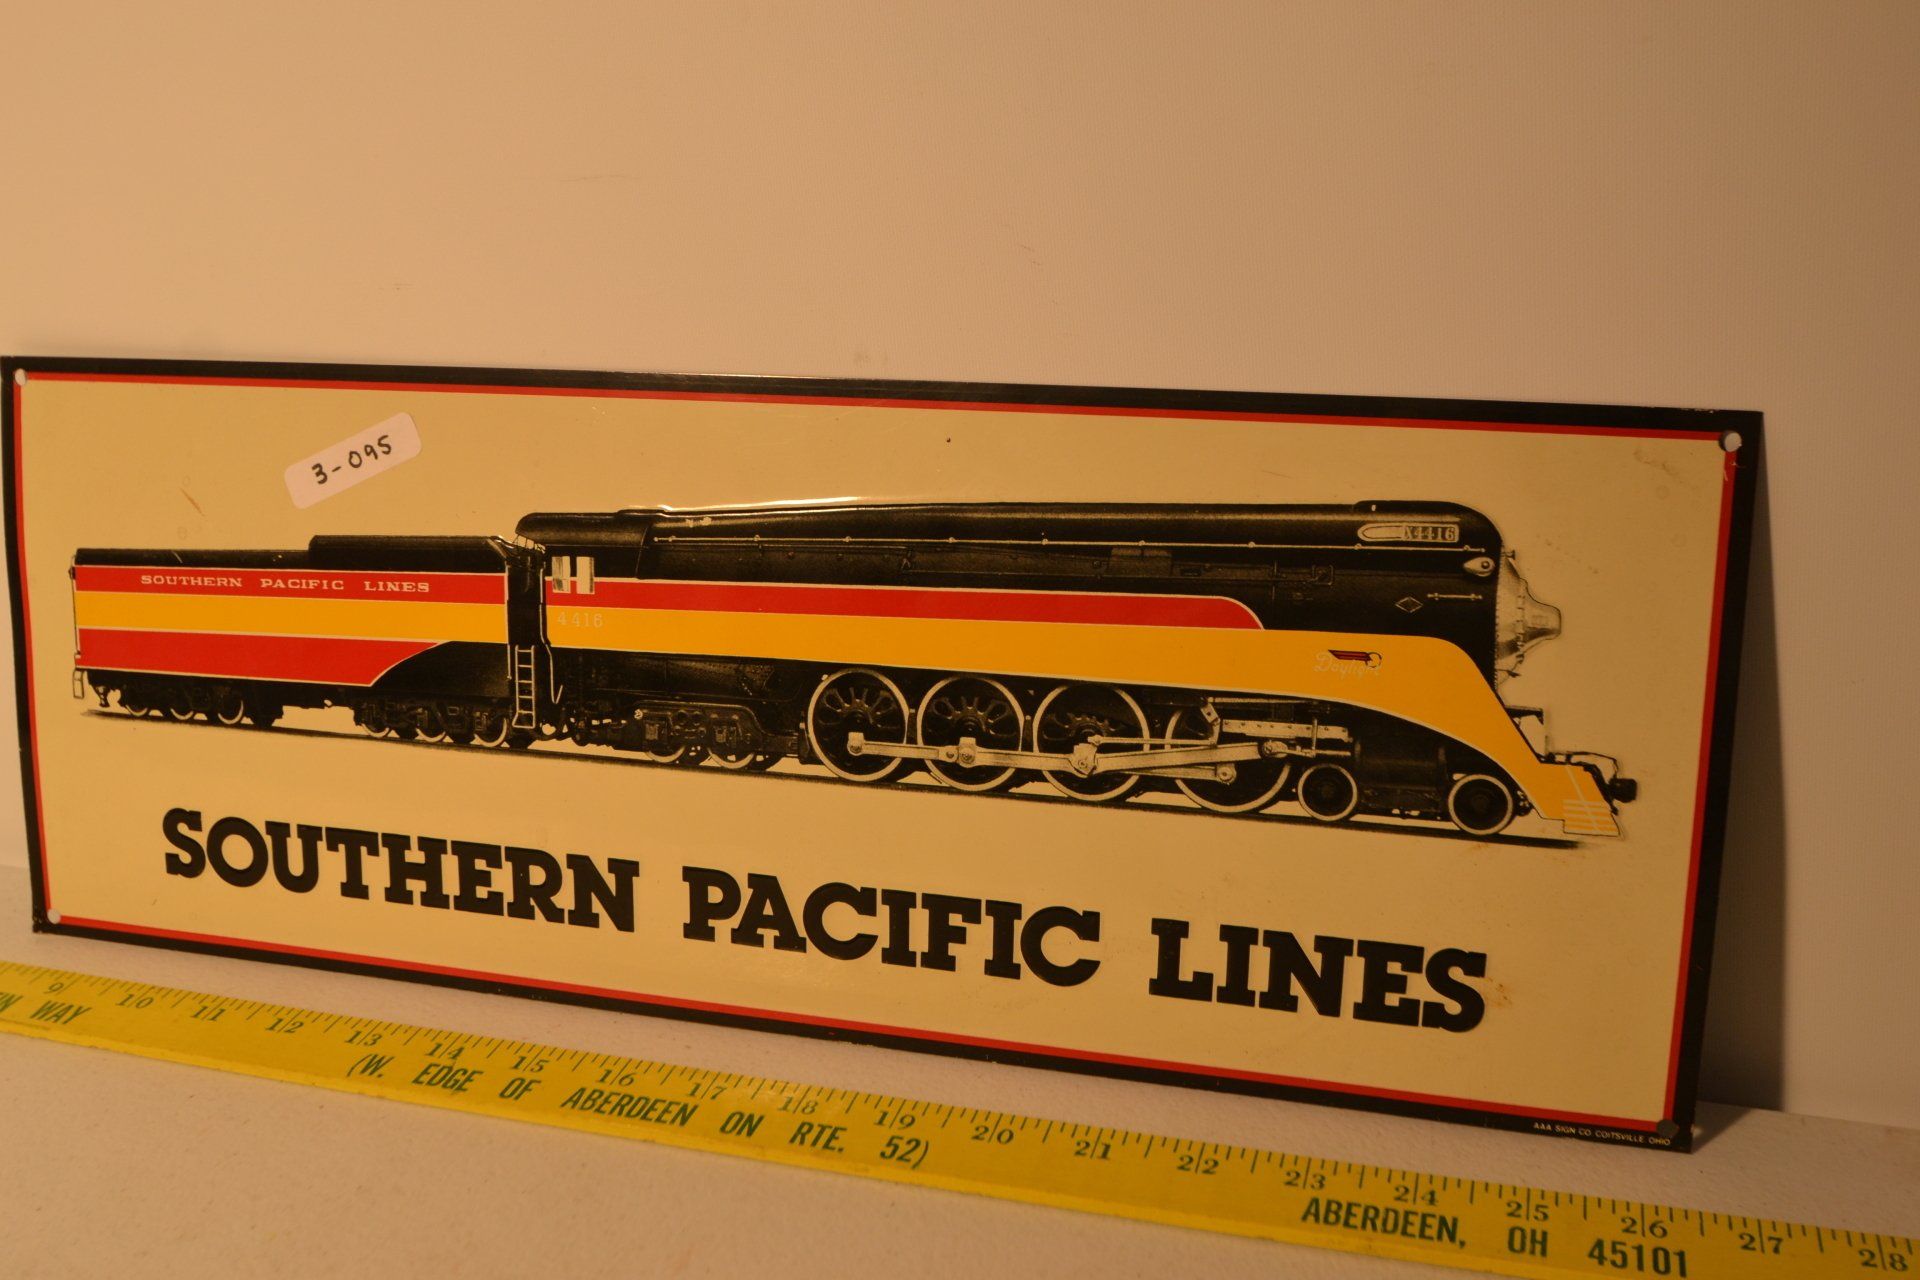 3-095
X4416
SOUTHERN PACIFIC LINES
4416
Daylight
SOUTHERN PACIFIC LINES
AAA SIGN CO. COITSVILLE, OHIO
9 10 11 12 13 14 15 16 17 18 19 20 21 22 23 24 25 26 27 28
WAY (W. EDGE OF ABERDEEN ON RTE. 52) ABERDEEN, OH 45101